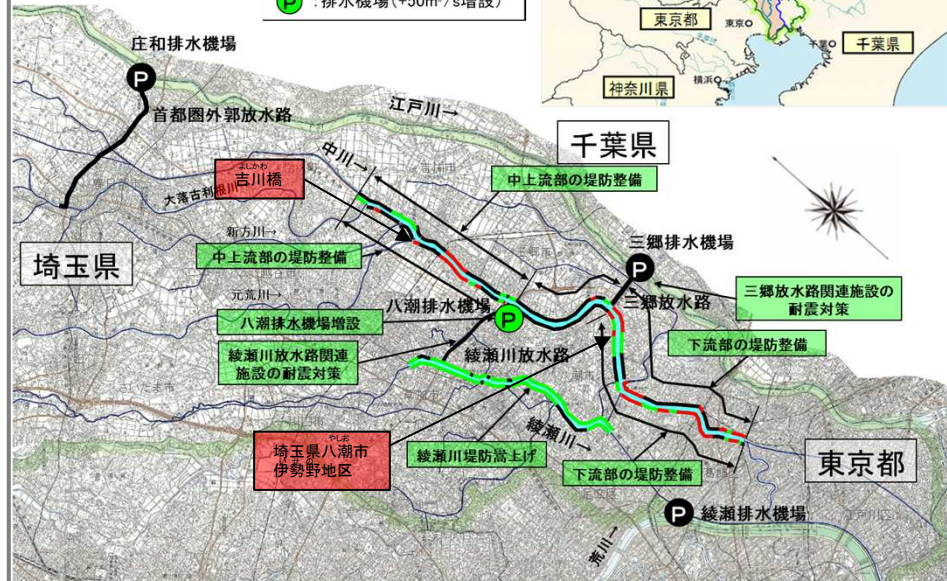 P：排水機場（+50m³/s増設）
東京都
東京
千葉
千葉県
横浜
神奈川県
庄和排水機場
P
首都圏外郭放水路
江戸川→
千葉県
中川→
よしかわ
吉川橋
中上流部の堤防整備
大落古利根川
新方川→
三郷排水機場
P
埼玉県
中上流部の堤防整備
元荒川→
八潮排水機場
P
三郷放水路
三郷放水路関連施設の
耐震対策
八潮排水機場増設
綾瀬川放水路
下流部の堤防整備
綾瀬川放水路関連
施設の耐震対策
やしお
埼玉県八潮市
伊勢野地区
綾瀬川堤防嵩上げ
綾瀬川→
下流部の堤防整備
東京都
P
綾瀬排水機場
荒川→